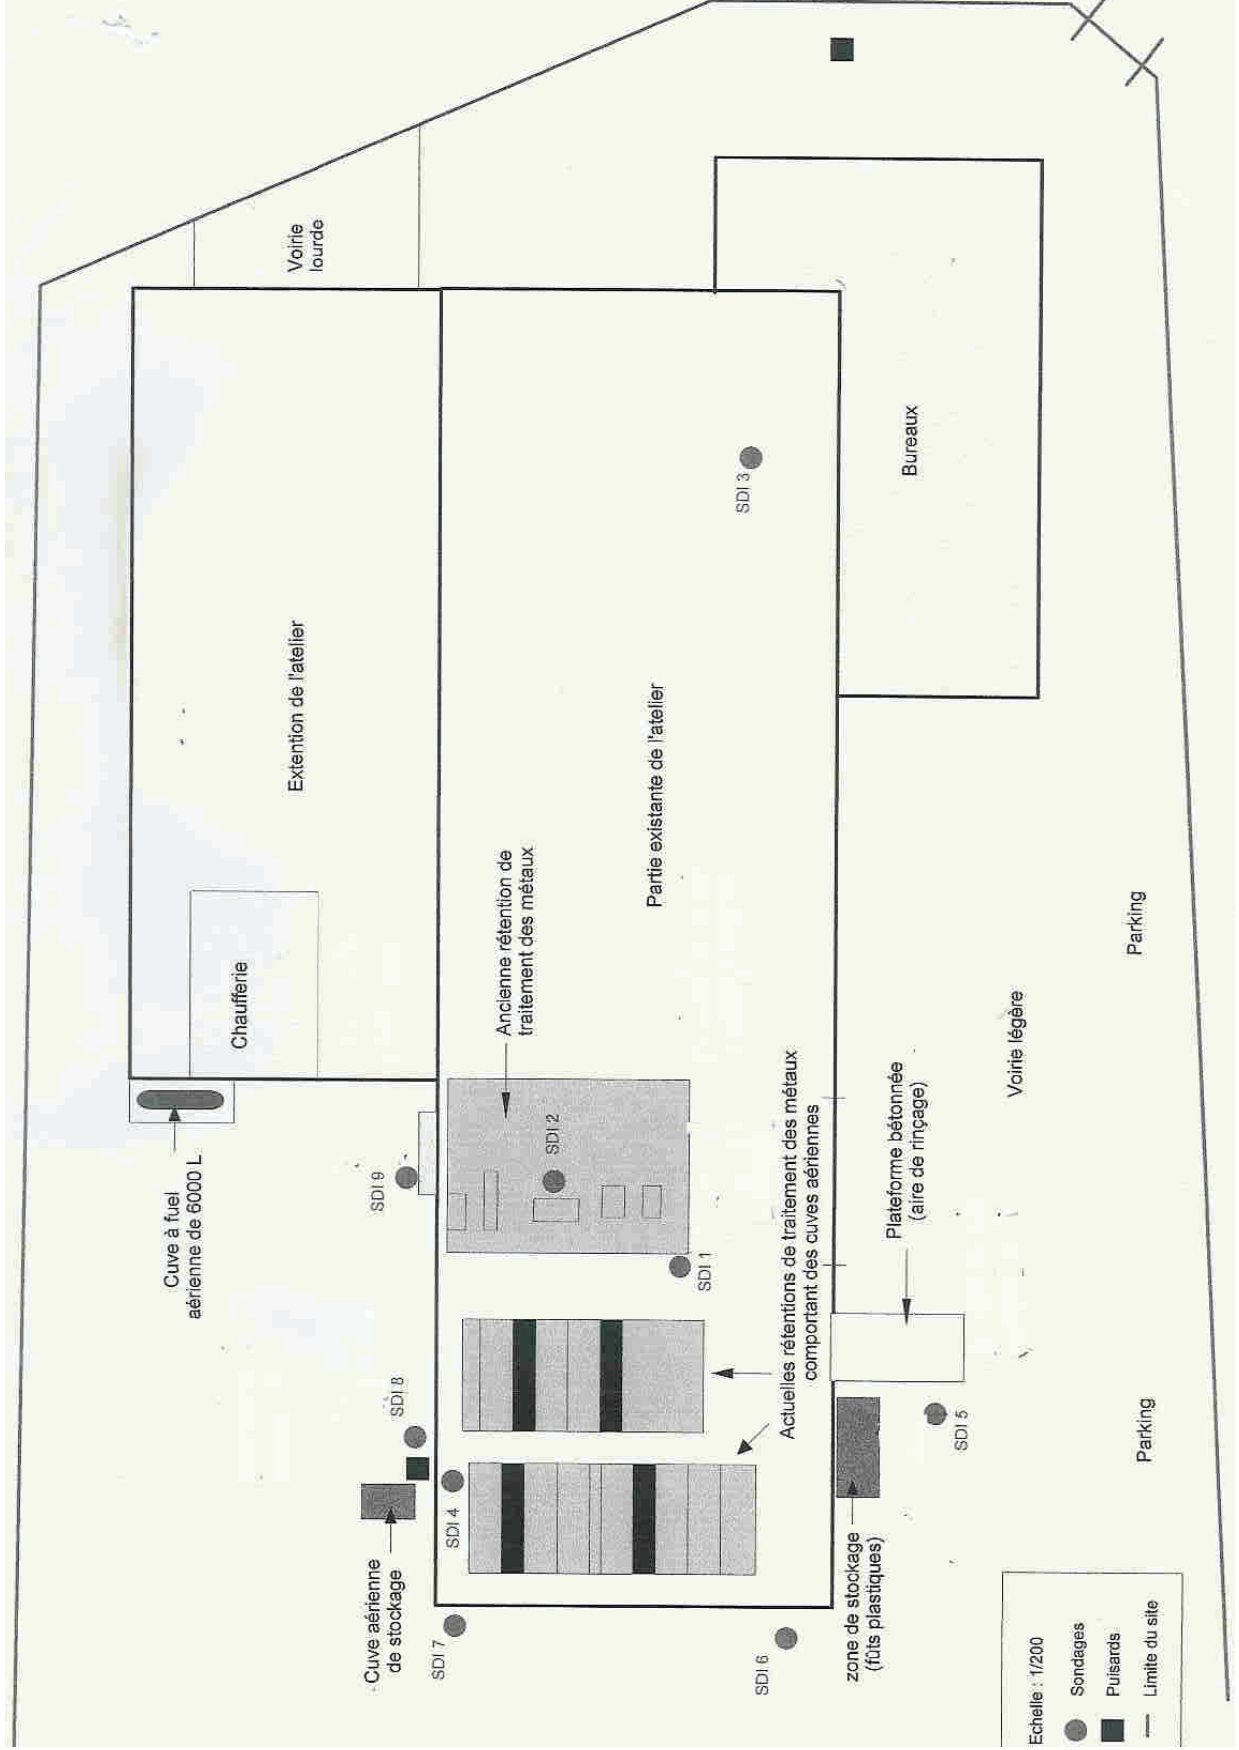 Voirie
lourde
Extention de l'atelier
Chaufferie
Cuve à fuel
aérienne de 6000 L
SDI 9
SDI 8
Cuve aérienne
de stockage
SDI 7
SDI 4
Ancienne rétention de
traitement des métaux
SDI 2
SDI 1
Partie existante de l'atelier
SDI 3
Bureaux
Actuelles rétentions de traitement des métaux
comportant des cuves aériennes
Plateforme bétonnée
(aire de rinçage)
SDI 5
SDI 6
zone de stockage
(fûts plastiques)
Voirie légère
Parking
Parking
Echelle : 1/200
Sondages
Puisards
Limite du site